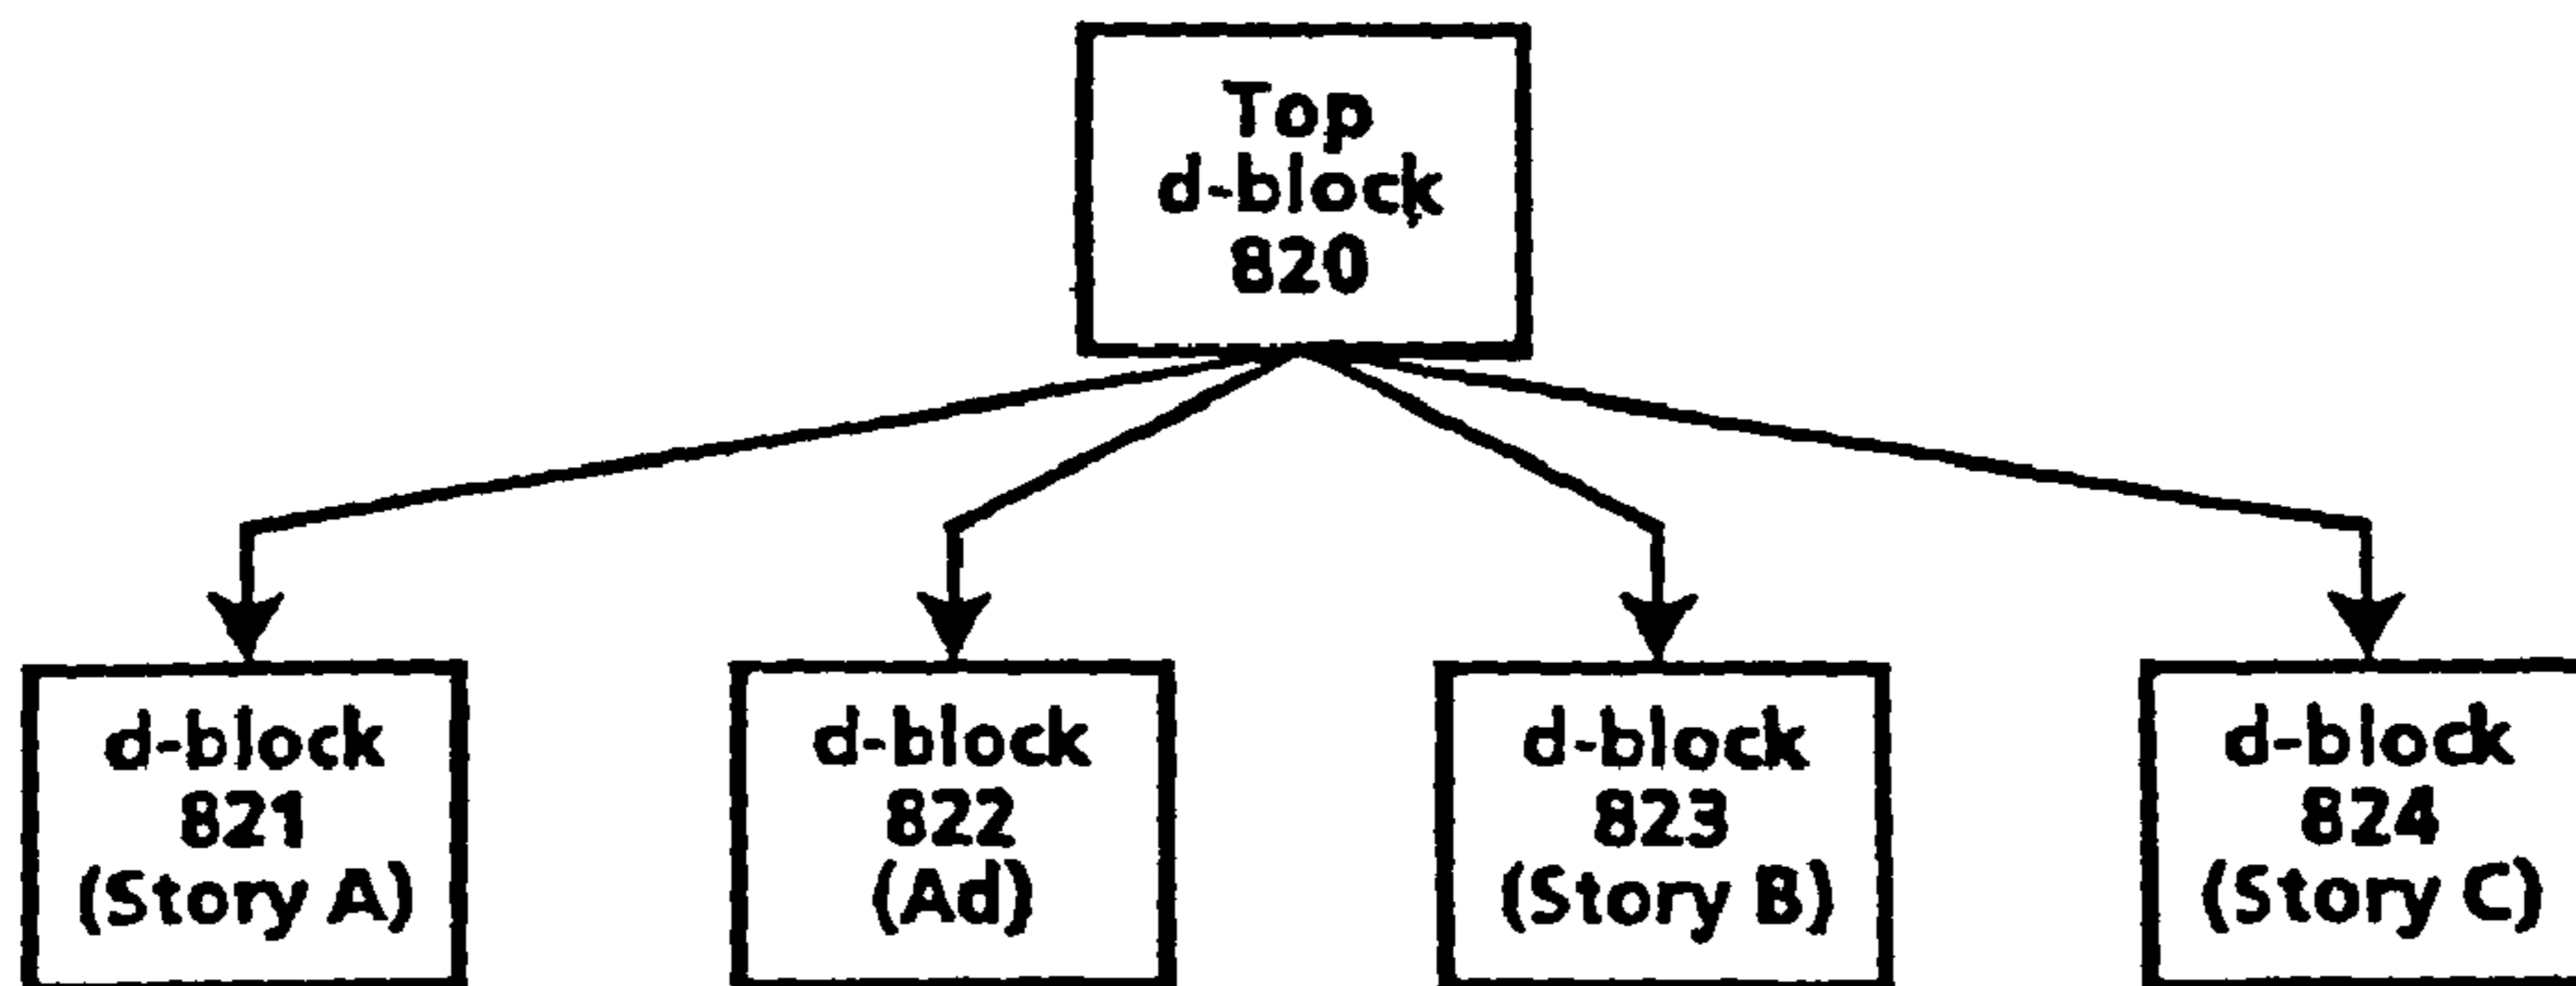 Top
d-block
820
d-block
821
(Story A)
d-block
822
(Ad)
d-block
823
(Story B)
d-block
824
(Story C)